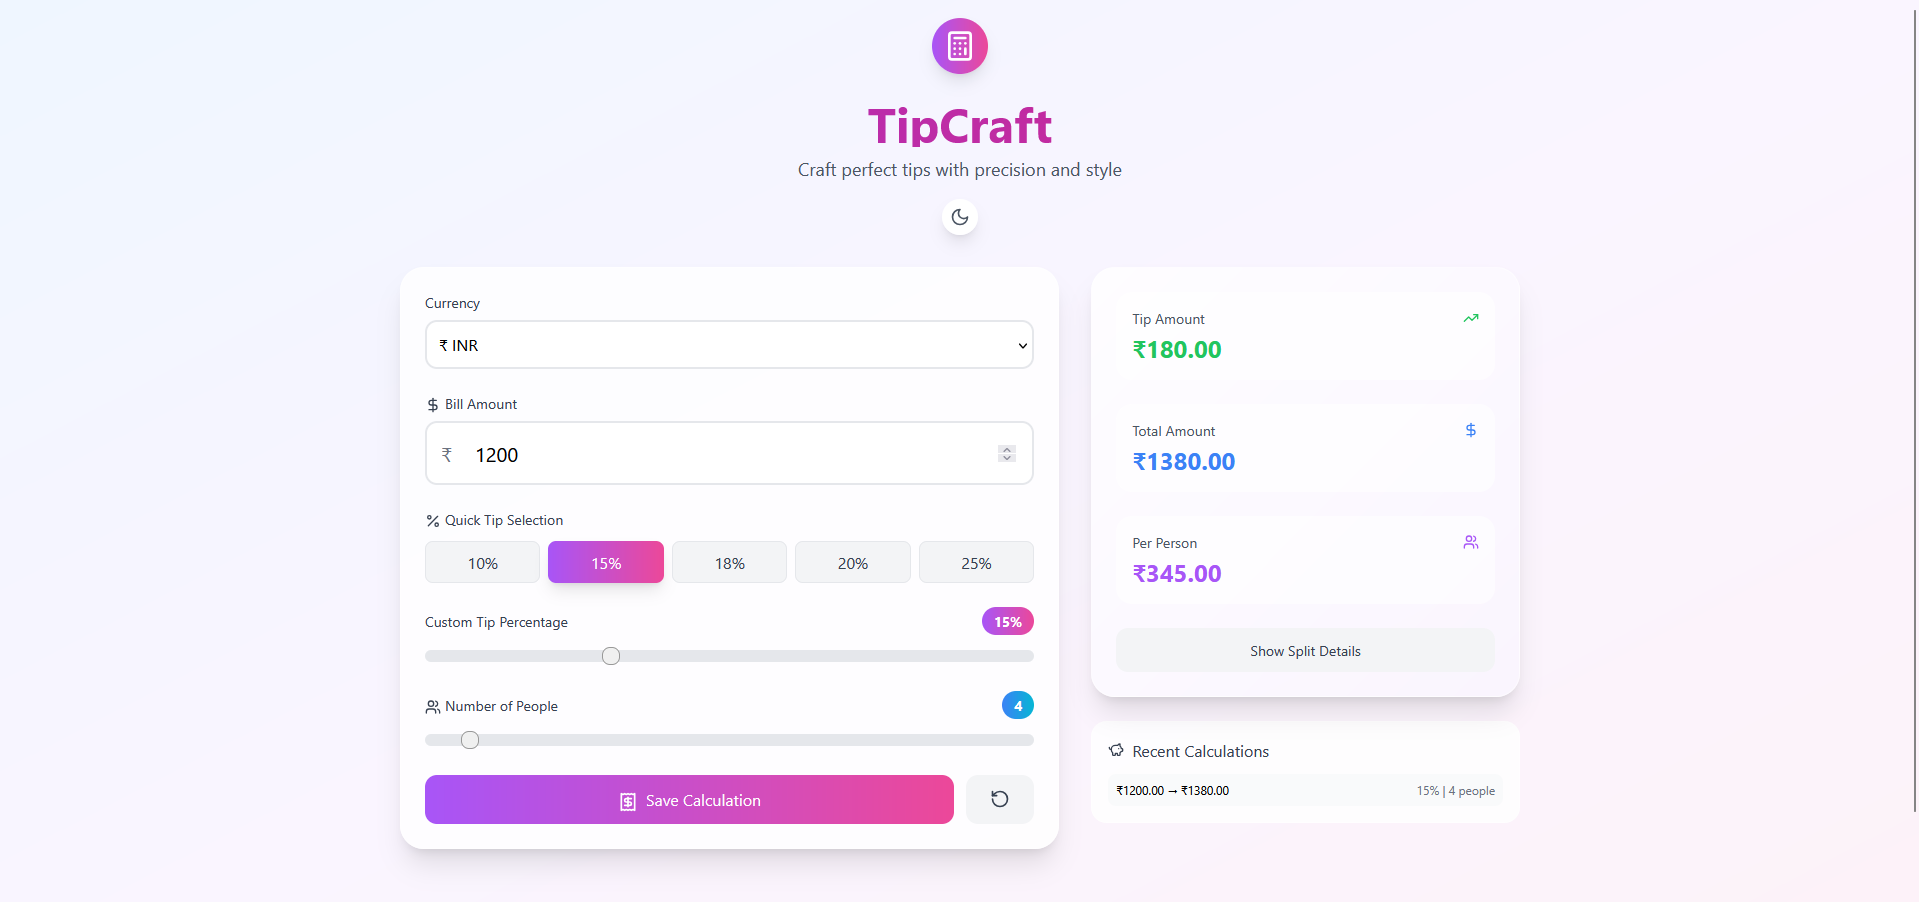 TipCraft
Craft perfect tips with precision and style
Currency
₹ INR
Bill Amount
₹ 1200
Quick Tip Selection
10% 15% 18% 20% 25%
Custom Tip Percentage 15%
Number of People 4
Save Calculation
Tip Amount
₹180.00
Total Amount
₹1380.00
Per Person
₹345.00
Show Split Details
Recent Calculations
₹1200.00 → ₹1380.00 15% | 4 people